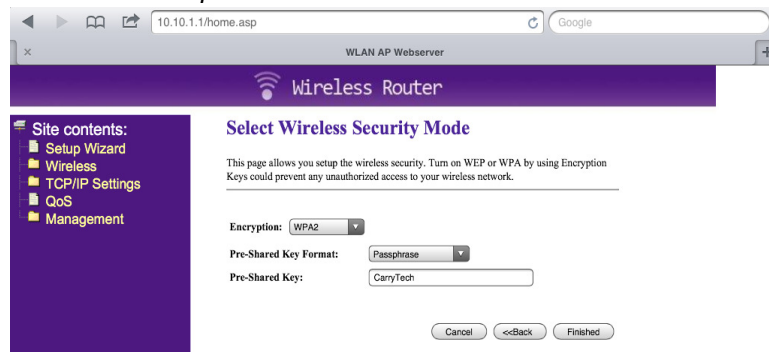 10.10.1.1/home.asp
Google
WLAN AP Webserver
Wireless Router
Site contents:
Setup Wizard
Wireless
TCP/IP Settings
QoS
Management
Select Wireless Security Mode
This page allows you setup the wireless security. Turn on WEP or WPA by using Encryption
Keys could prevent any unauthorized access to your wireless network.
Encryption: WPA2
Pre-Shared Key Format: Passphrase
Pre-Shared Key: CarryTech
Cancel <<Back Finished